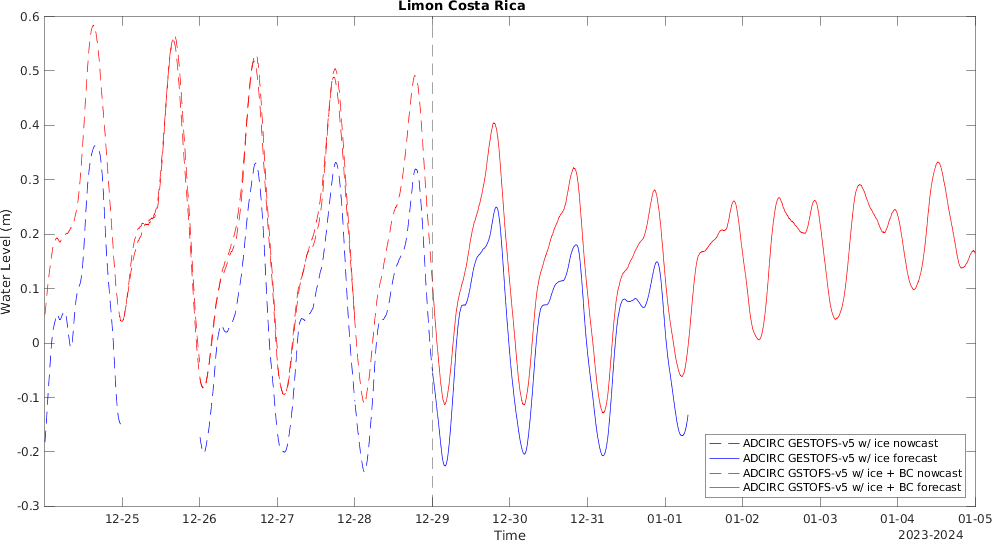 Limon Costa Rica
0.6
0.5
0.4
0.3
0.2
0.1
0
-0.1
-0.2
-0.3
Water Level (m)
12-25 12-26 12-27 12-28 12-29 12-30 12-31 01-01 01-02 01-03 01-04 01-05
Time
2023-2024
ADCIRC GESTOFS-v5 w/ ice nowcast
ADCIRC GESTOFS-v5 w/ ice forecast
ADCIRC GSTOFS-v5 w/ ice + BC nowcast
ADCIRC GSTOFS-v5 w/ ice + BC forecast